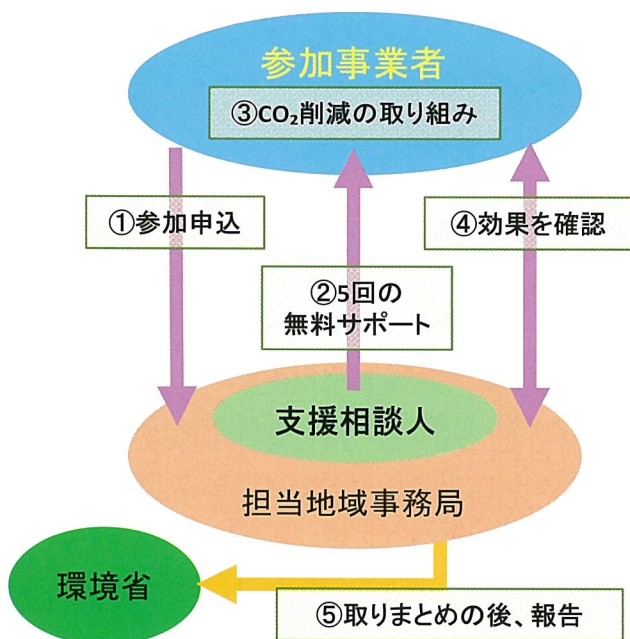 参加事業者
③CO₂削減の取り組み
①参加申込
④効果を確認
②5回の
無料サポート
支援相談人
担当地域事務局
環境省
⑤取りまとめの後、報告